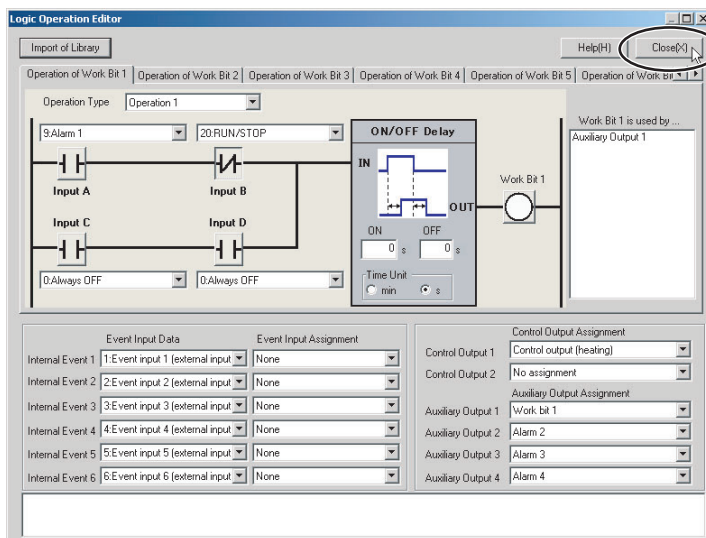 Logic Operation Editor
Import of Library Help(H) Close(X)
Operation of Work Bit 1 Operation of Work Bit 2 Operation of Work Bit 3 Operation of Work Bit 4 Operation of Work Bit 5 Operation of Work
Operation Type Operation 1
Work Bit 1 is used by ...
9:Alarm 1 20:RUN/STOP ON/OFF Delay
Auxiliary Output 1
IN
Input A Input B
Work Bit 1
OUT
Input C Input D
ON OFF
0 s 0 s
0:Always OFF 0:Always OFF
Time Unit
min s
Event Input Data Event Input Assignment
Internal Event 1 1:Event input 1 (external input None
Internal Event 2 2:Event input 2 (external input None
Internal Event 3 3:Event input 3 (external input None
Internal Event 4 4:Event input 4 (external input None
Internal Event 5 5:Event input 5 (external input None
Internal Event 6 6:Event input 6 (external input None
Control Output Assignment
Control Output 1 Control output (heating)
Control Output 2 No assignment
Auxiliary Output Assignment
Auxiliary Output 1 Work bit 1
Auxiliary Output 2 Alarm 2
Auxiliary Output 3 Alarm 3
Auxiliary Output 4 Alarm 4